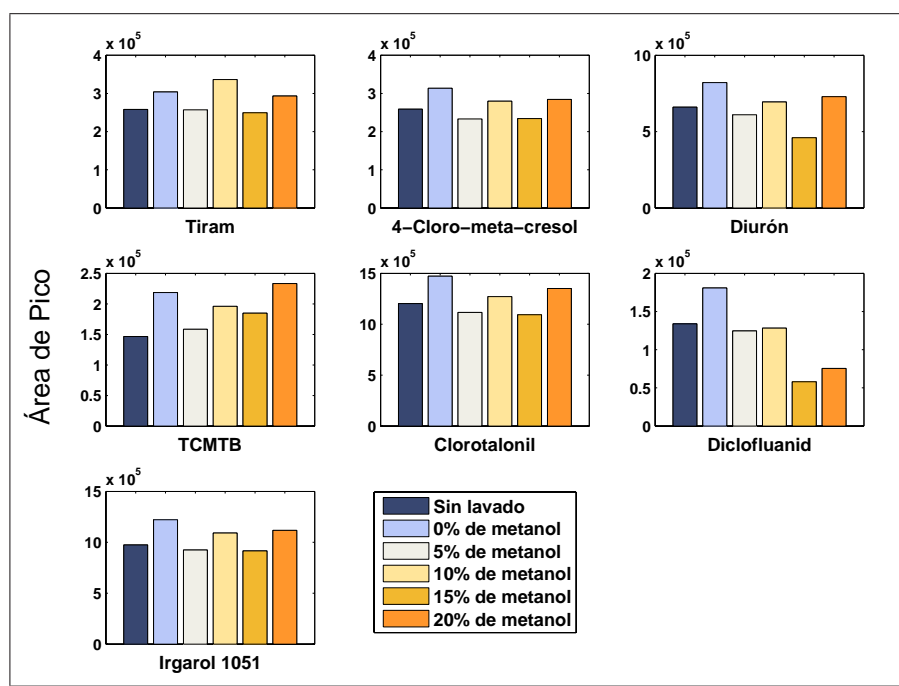 Área de Pico
x 10^5
4
3
2
1
0
Tiram
x 10^5
4
3
2
1
0
4−Cloro−meta−cresol
x 10^5
10
5
0
Diurón
x 10^5
2.5
2
1.5
1
0.5
0
TCMTB
x 10^5
15
10
5
0
Clorotalonil
x 10^5
2
1.5
1
0.5
0
Diclofluanid
x 10^5
15
10
5
0
Irgarol 1051
Sin lavado
0% de metanol
5% de metanol
10% de metanol
15% de metanol
20% de metanol